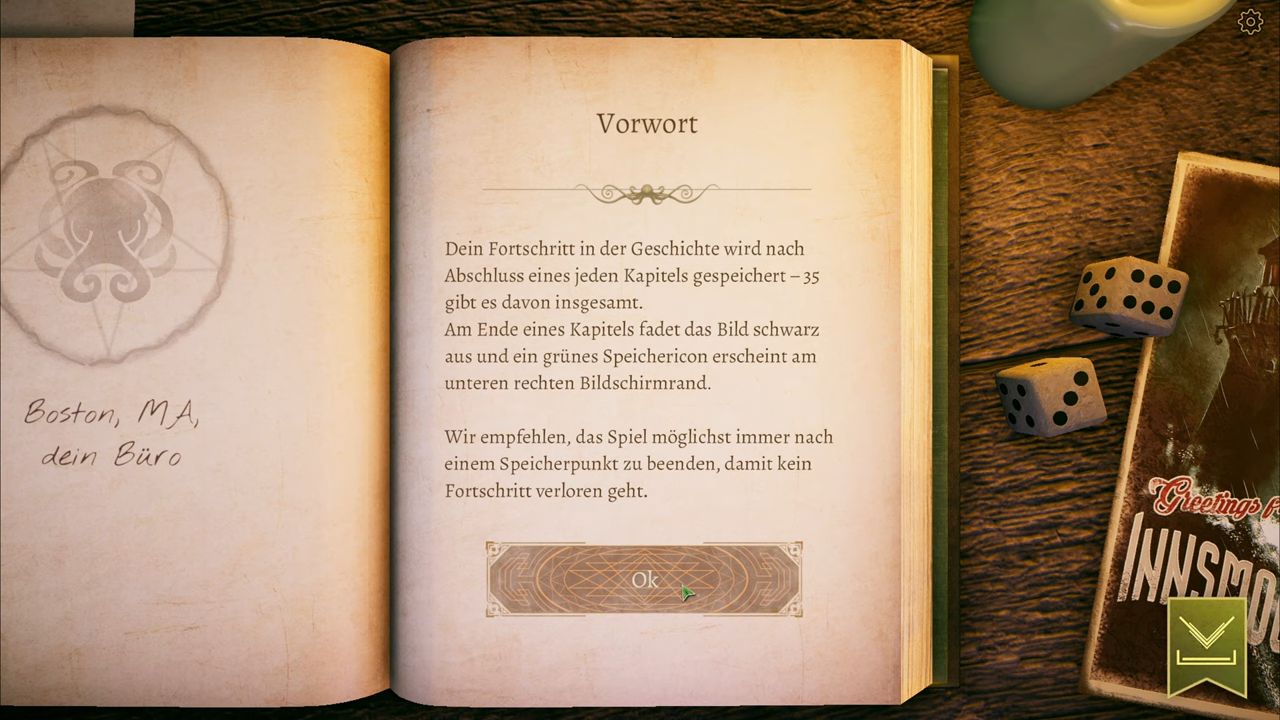 Boston, MA,
dein Büro
Vorwort
Dein Fortschritt in der Geschichte wird nach
Abschluss eines jeden Kapitels gespeichert – 35
gibt es davon insgesamt.
Am Ende eines Kapitels fadet das Bild schwarz
aus und ein grünes Speichericon erscheint am
unteren rechten Bildschirmrand.
Wir empfehlen, das Spiel möglichst immer nach
einem Speicherpunkt zu beenden, damit kein
Fortschritt verloren geht.
Ok
Greetings